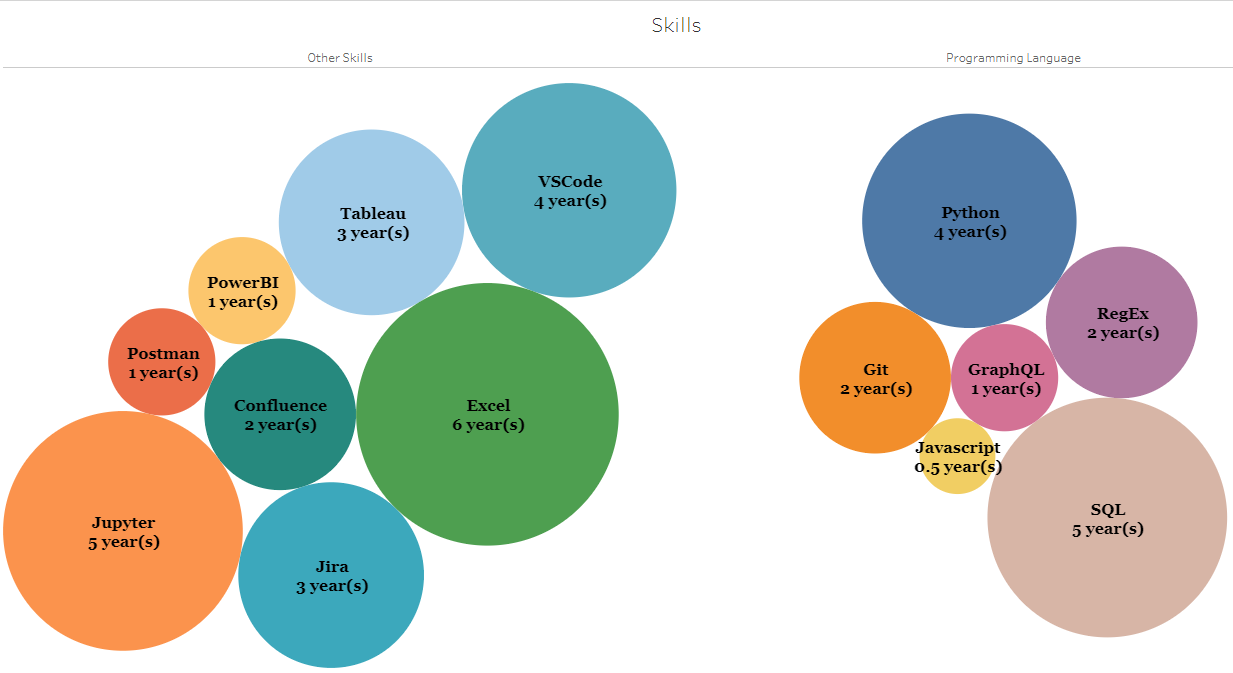 Skills
Other Skills
Programming Language
VSCode
4 year(s)
Tableau
3 year(s)
PowerBI
1 year(s)
Postman
1 year(s)
Confluence
2 year(s)
Excel
6 year(s)
Jupyter
5 year(s)
Jira
3 year(s)
Python
4 year(s)
RegEx
2 year(s)
Git
2 year(s)
GraphQL
1 year(s)
Javascript
0.5 year(s)
SQL
5 year(s)